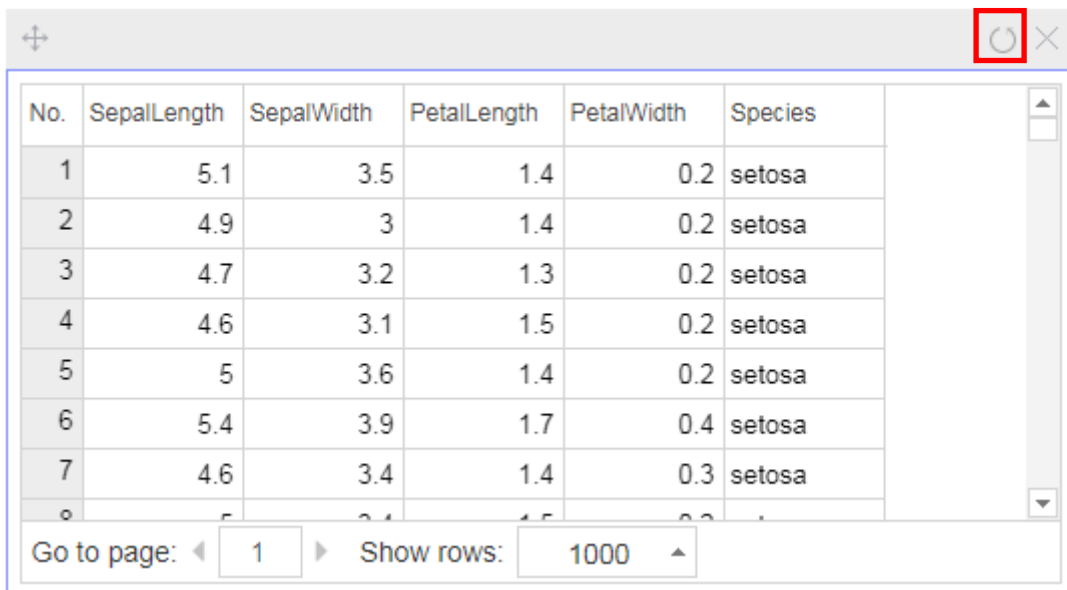 No. SepalLength SepalWidth PetalLength PetalWidth Species
1 5.1 3.5 1.4 0.2 setosa
2 4.9 3 1.4 0.2 setosa
3 4.7 3.2 1.3 0.2 setosa
4 4.6 3.1 1.5 0.2 setosa
5 5 3.6 1.4 0.2 setosa
6 5.4 3.9 1.7 0.4 setosa
7 4.6 3.4 1.4 0.3 setosa
Go to page: 1 Show rows: 1000